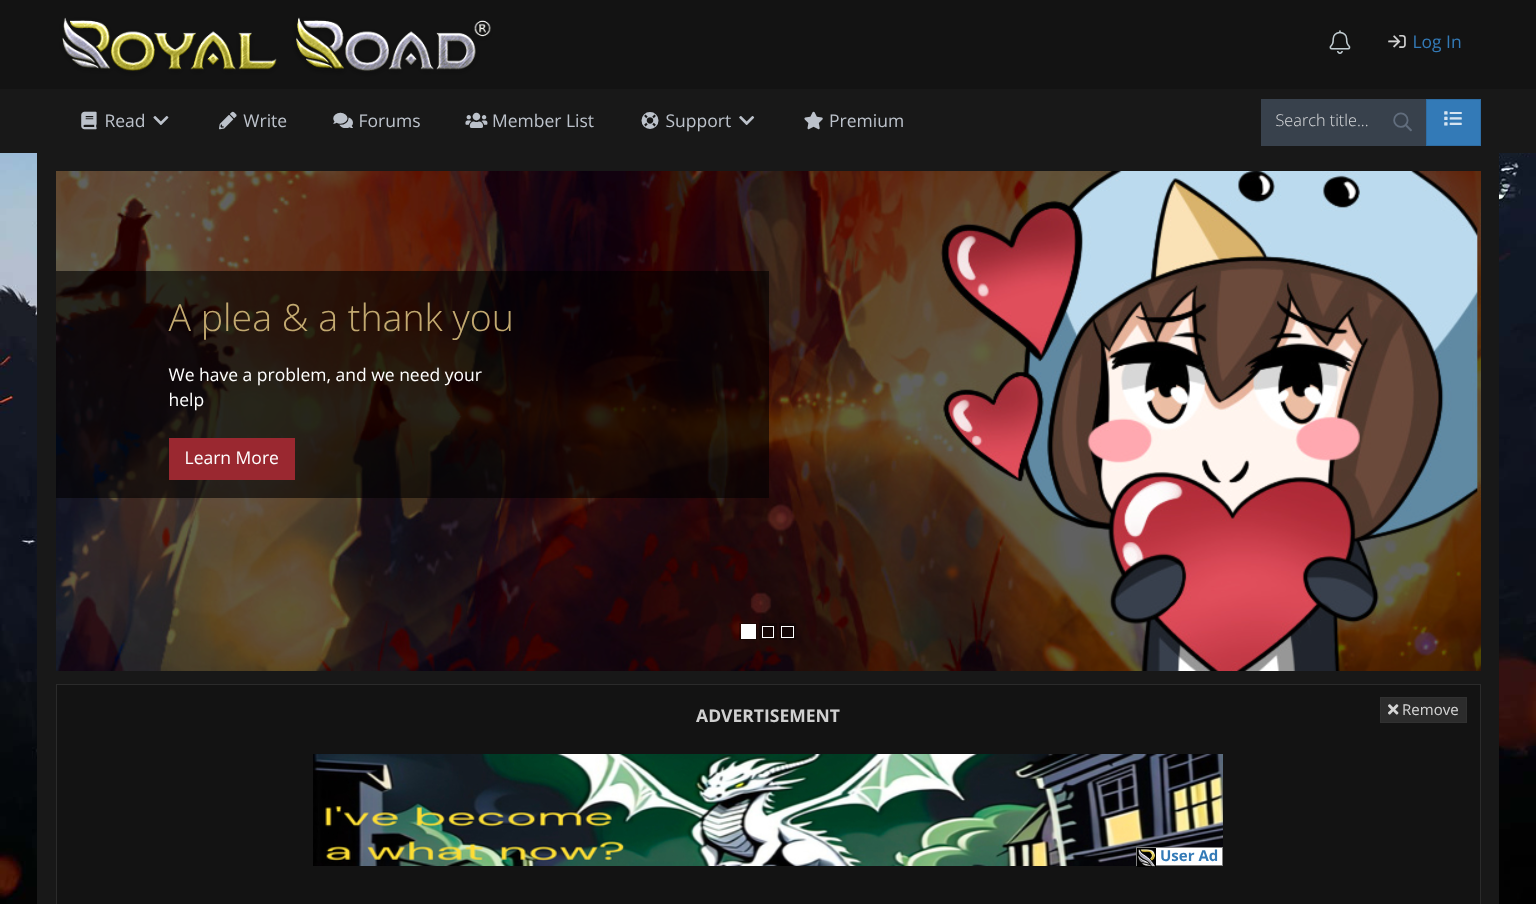 ROYAL ROAD®
Log In
Read
Write
Forums
Member List
Support
Premium
Search title...
A plea & a thank you
We have a problem, and we need your
help
Learn More
ADVERTISEMENT
Remove
I've become
a what now?
User Ad